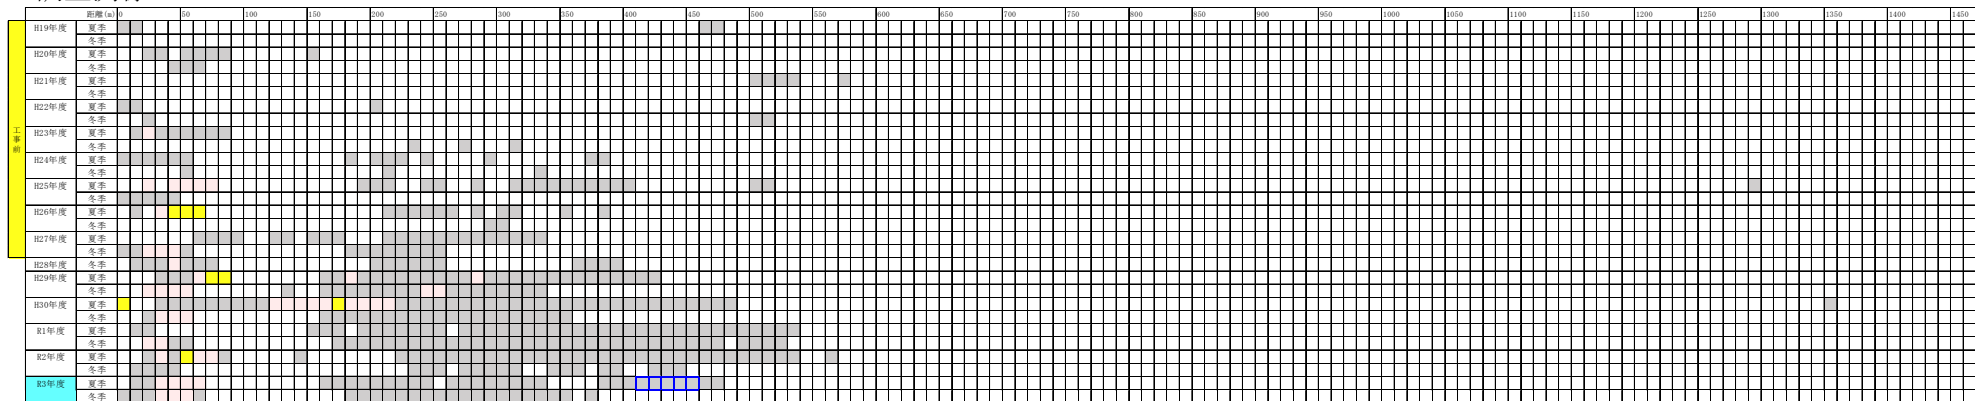 距離(m) 0 50 100 150 200 250 300 350 400 450 500 550 600 650 700 750 800 850 900 950 1000 1050 1100 1150 1200 1250 1300 1350 1400 1450
工事前
H19年度 夏季
冬季
H20年度 夏季
冬季
H21年度 夏季
冬季
H22年度 夏季
冬季
H23年度 夏季
冬季
H24年度 夏季
冬季
H25年度 夏季
冬季
H26年度 夏季
冬季
H27年度 夏季
冬季
H28年度 冬季
H29年度 夏季
冬季
H30年度 夏季
冬季
R1年度 夏季
冬季
R2年度 夏季
冬季
R3年度 夏季
冬季